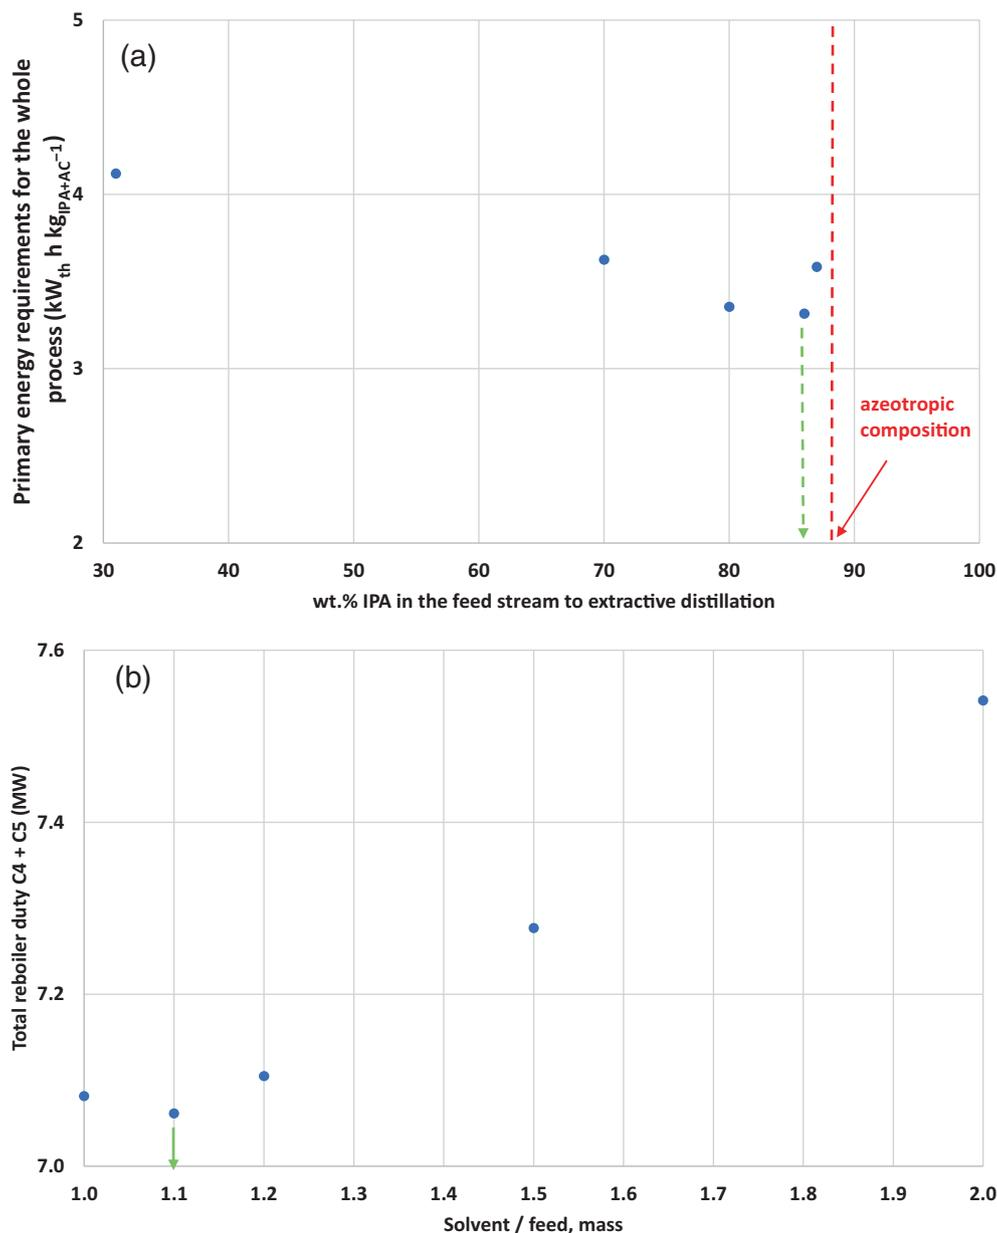 (a)
Primary energy requirements for the whole
process (kW_th h kg_IPA+AC^−1)
5
4
3
2
azeotropic
composition
30 40 50 60 70 80 90 100
wt.% IPA in the feed stream to extractive distillation
(b)
Total reboiler duty C4 + C5 (MW)
7.6
7.4
7.2
7.0
1.0 1.1 1.2 1.3 1.4 1.5 1.6 1.7 1.8 1.9 2.0
Solvent / feed, mass